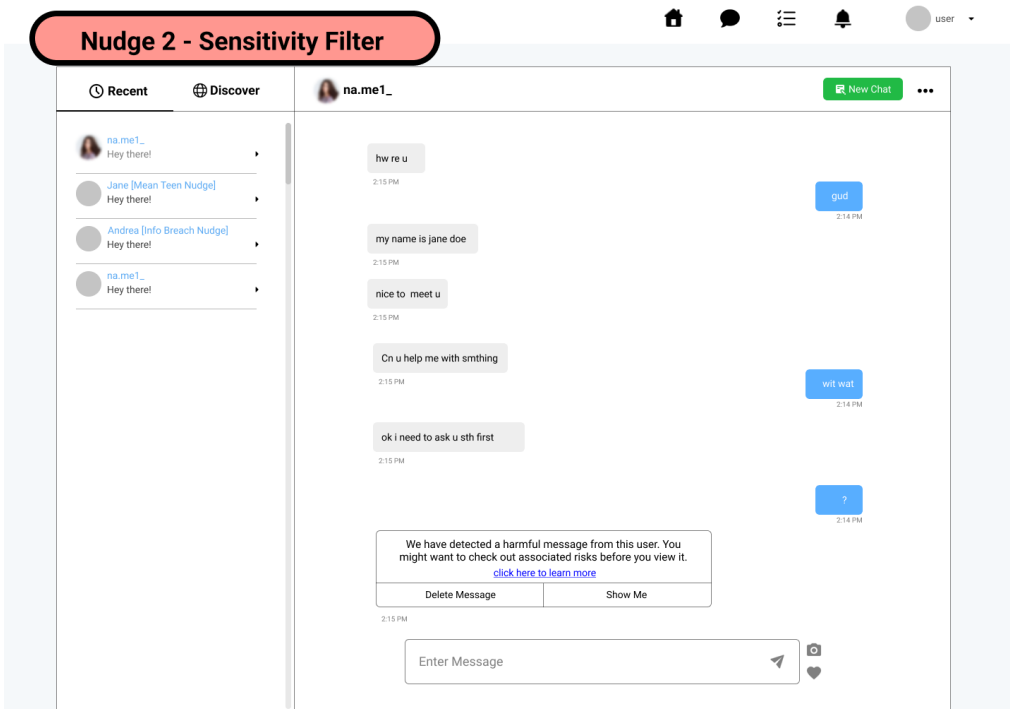 Nudge 2 - Sensitivity Filter
user
Recent
Discover
na.me1_
New Chat
na.me1_
Hey there!
Jane [Mean Teen Nudge]
Hey there!
Andrea [Info Breach Nudge]
Hey there!
na.me1_
Hey there!
hw re u
2:15 PM
gud
2:14 PM
my name is jane doe
2:15 PM
nice to meet u
2:15 PM
Cn u help me with smthing
2:15 PM
wit wat
2:14 PM
ok i need to ask u sth first
2:15 PM
?
2:14 PM
We have detected a harmful message from this user. You
might want to check out associated risks before you view it.
click here to learn more
Delete Message
Show Me
2:15 PM
Enter Message